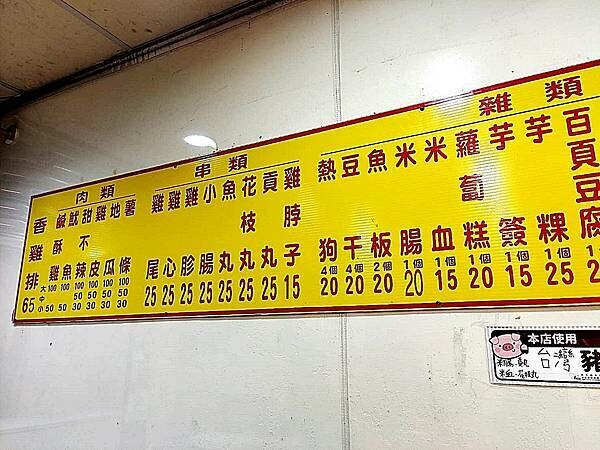 肉類
香雞排 65
大 中 小
鹹酥雞 100 50
魷魚 100 50
甜不辣 100 50 30
雞皮 100 50 30
地瓜 100 50 30
薯條 100 50 30
串類
雞尾 25
雞心 25
雞胗 25
小腸 25
魚丸 25
花枝丸 25
貢丸 25
雞脖子 15
雜類
熱狗 4個 20
豆干 4個 20
魚板 2個 20
米腸 1個 20
米血 1個 15
蘿蔔糕 1個 20
芋簽 1個 15
芋粿 1個 25
百頁豆腐
本店使用
台灣 豬